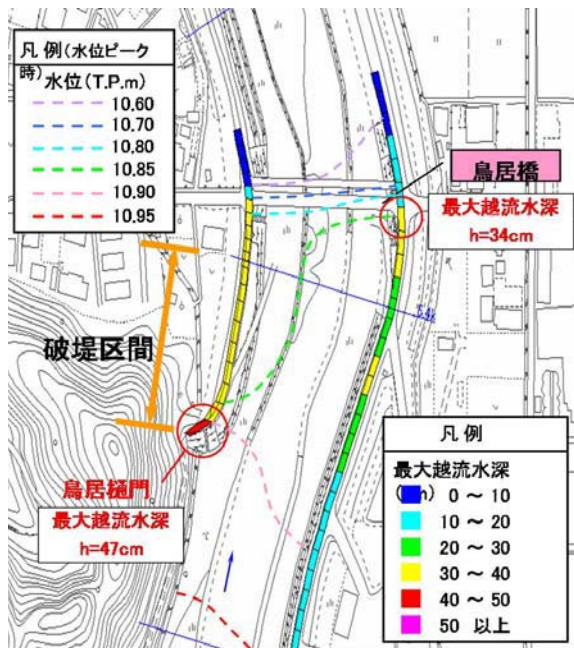 凡 例(水位ピーク
時)水位(T.P.m)
10.60
10.70
10.80
10.85
10.90
10.95
鳥居橋
最大越流水深
h=34cm
5.4k
破堤区間
鳥居樋門
最大越流水深
h=47cm
凡 例
最大越流水深
0 ～ 10
10 ～ 20
20 ～ 30
30 ～ 40
40 ～ 50
50 以上